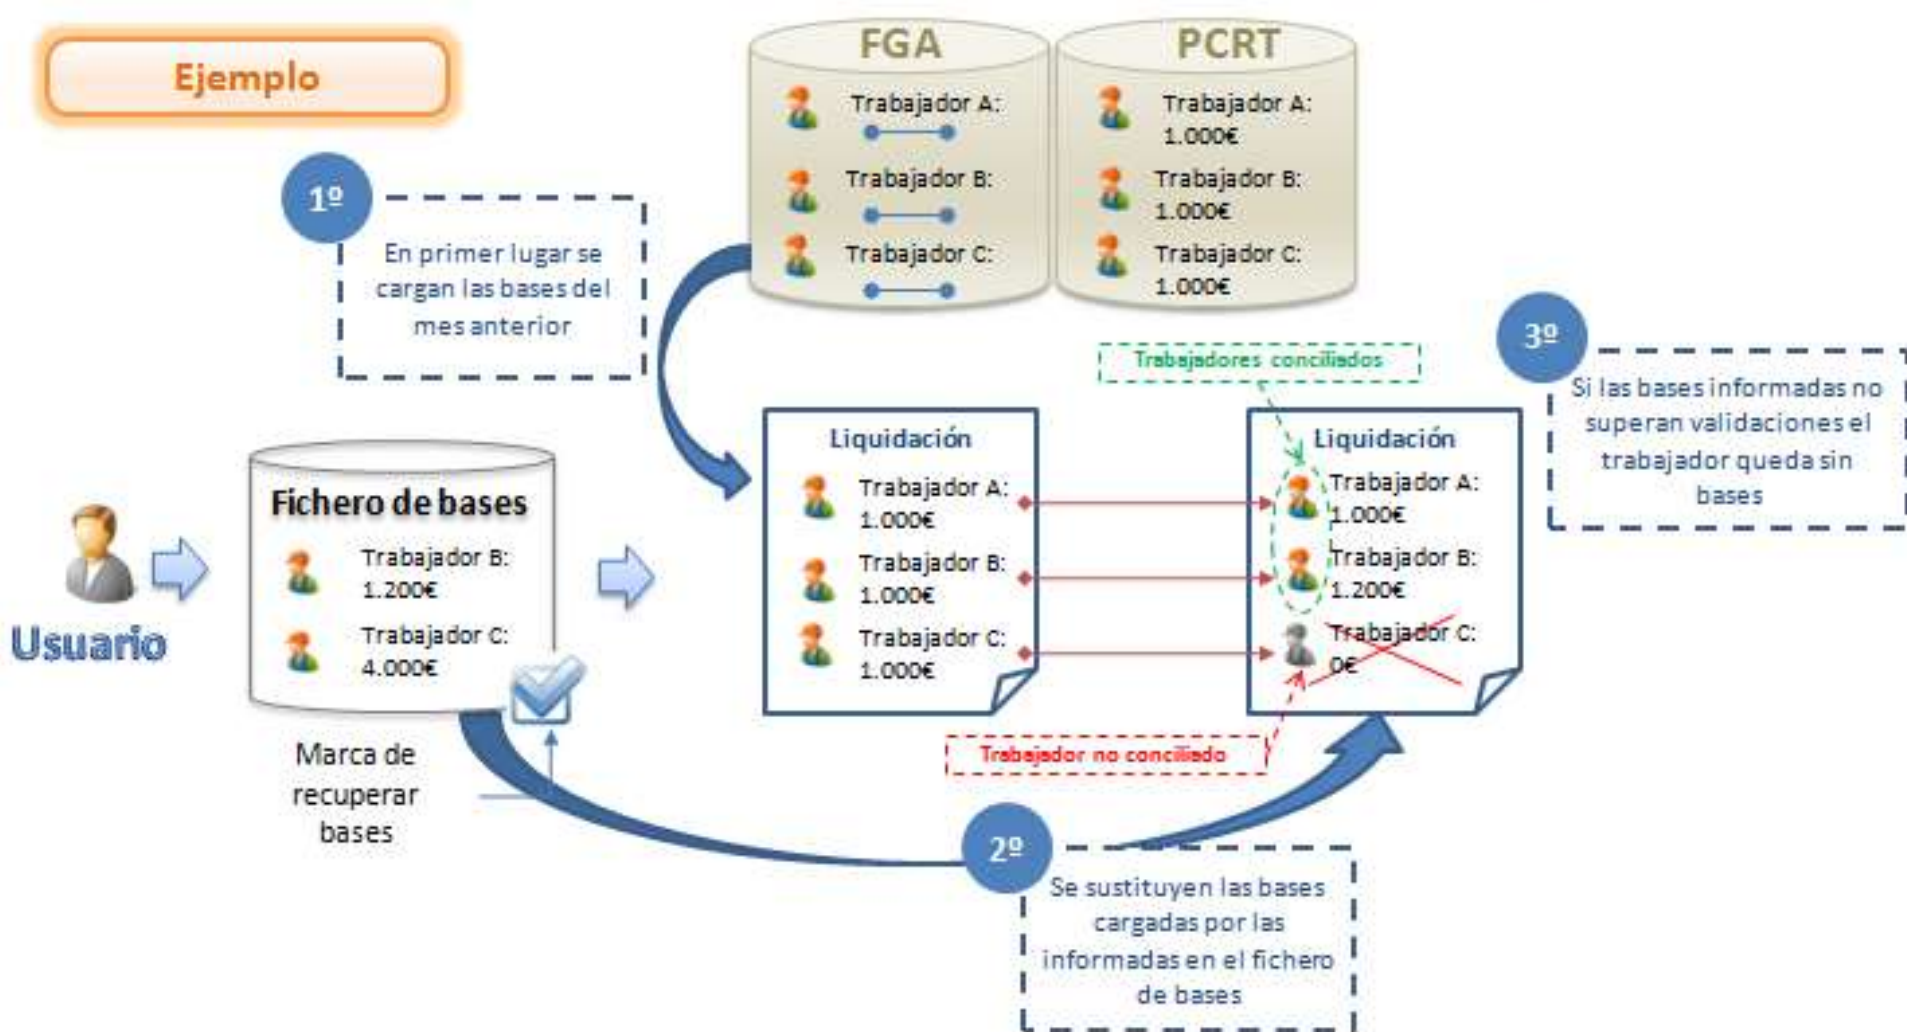 Ejemplo
FGA
Trabajador A:
Trabajador B:
Trabajador C:
PCRT
Trabajador A:
1.000€
Trabajador B:
1.000€
Trabajador C:
1.000€
1º
En primer lugar se
cargan las bases del
mes anterior
Usuario
Fichero de bases
Trabajador B:
1.200€
Trabajador C:
4.000€
Marca de
recuperar
bases
Liquidación
Trabajador A:
1.000€
Trabajador B:
1.000€
Trabajador C:
1.000€
Trabajadores conciliados
Liquidación
Trabajador A:
1.000€
Trabajador B:
1.200€
Trabajador C:
0€
Trabajador no conciliado
2º
Se sustituyen las bases
cargadas por las
informadas en el fichero
de bases
3º
Si las bases informadas no
superan validaciones el
trabajador queda sin
bases